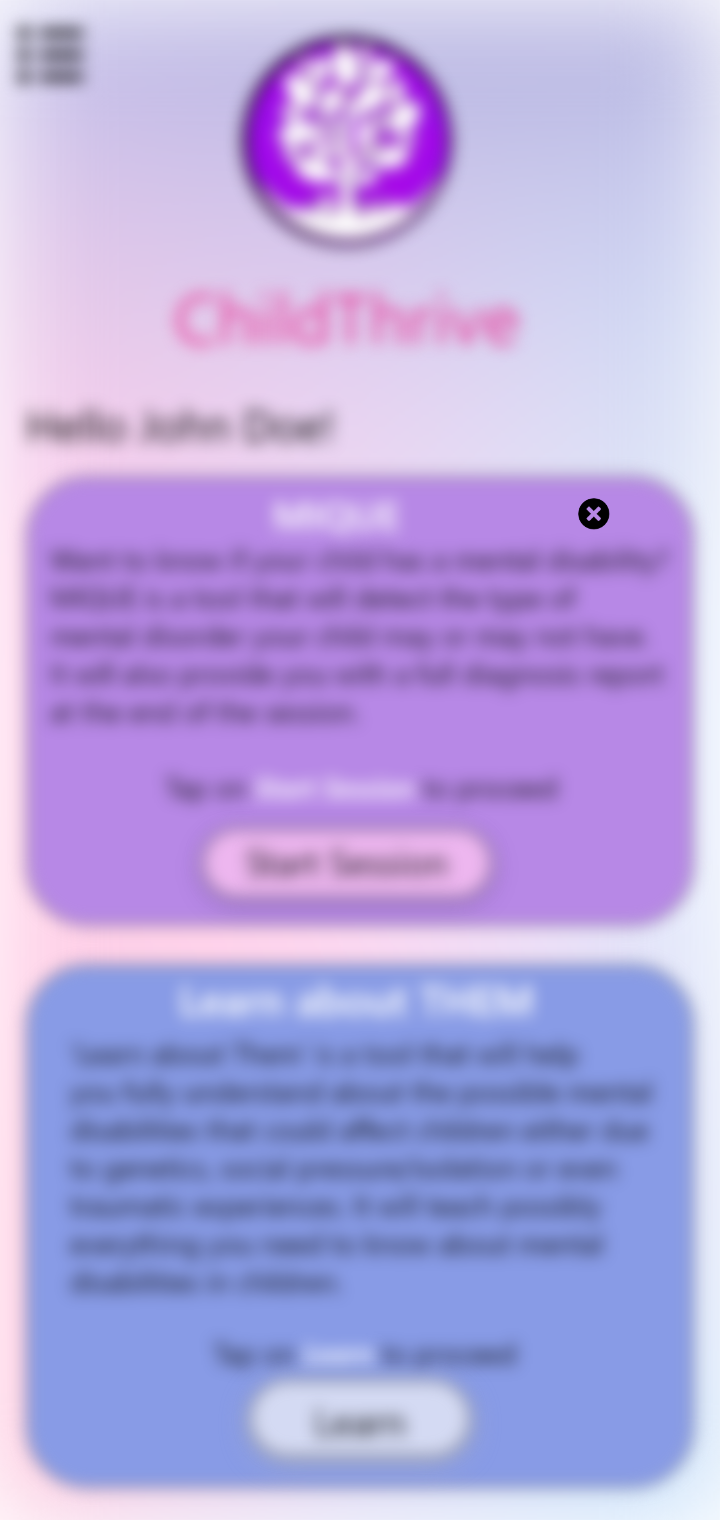 ChildThrive
Hello John Doe!
MIQUE
Want to know if your child has a mental disability?
MIQUE is a tool that will detect the type of
mental disorder your child may or may not have.
It will also provide you with a full diagnosis report
at the end of the session.
Tap on Start Session to proceed
Start Session
Learn about THEM
'Learn about Them' is a tool that will help
you fully understand about the possible mental
disabilities that could affect children either due
to genetics, social pressure/isolation or even
traumatic experiences. It will teach possibly
everything you need to know about mental
disabilities in children.
Tap on Learn to proceed
Learn